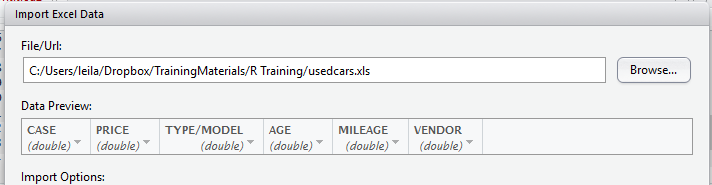 Import Excel Data
File/Url:
C:/Users/leila/Dropbox/TrainingMaterials/R Training/usedcars.xls
Browse...
Data Preview:
CASE PRICE TYPE/MODEL AGE MILEAGE VENDOR
(double) (double) (double) (double) (double) (double)
Import Options: